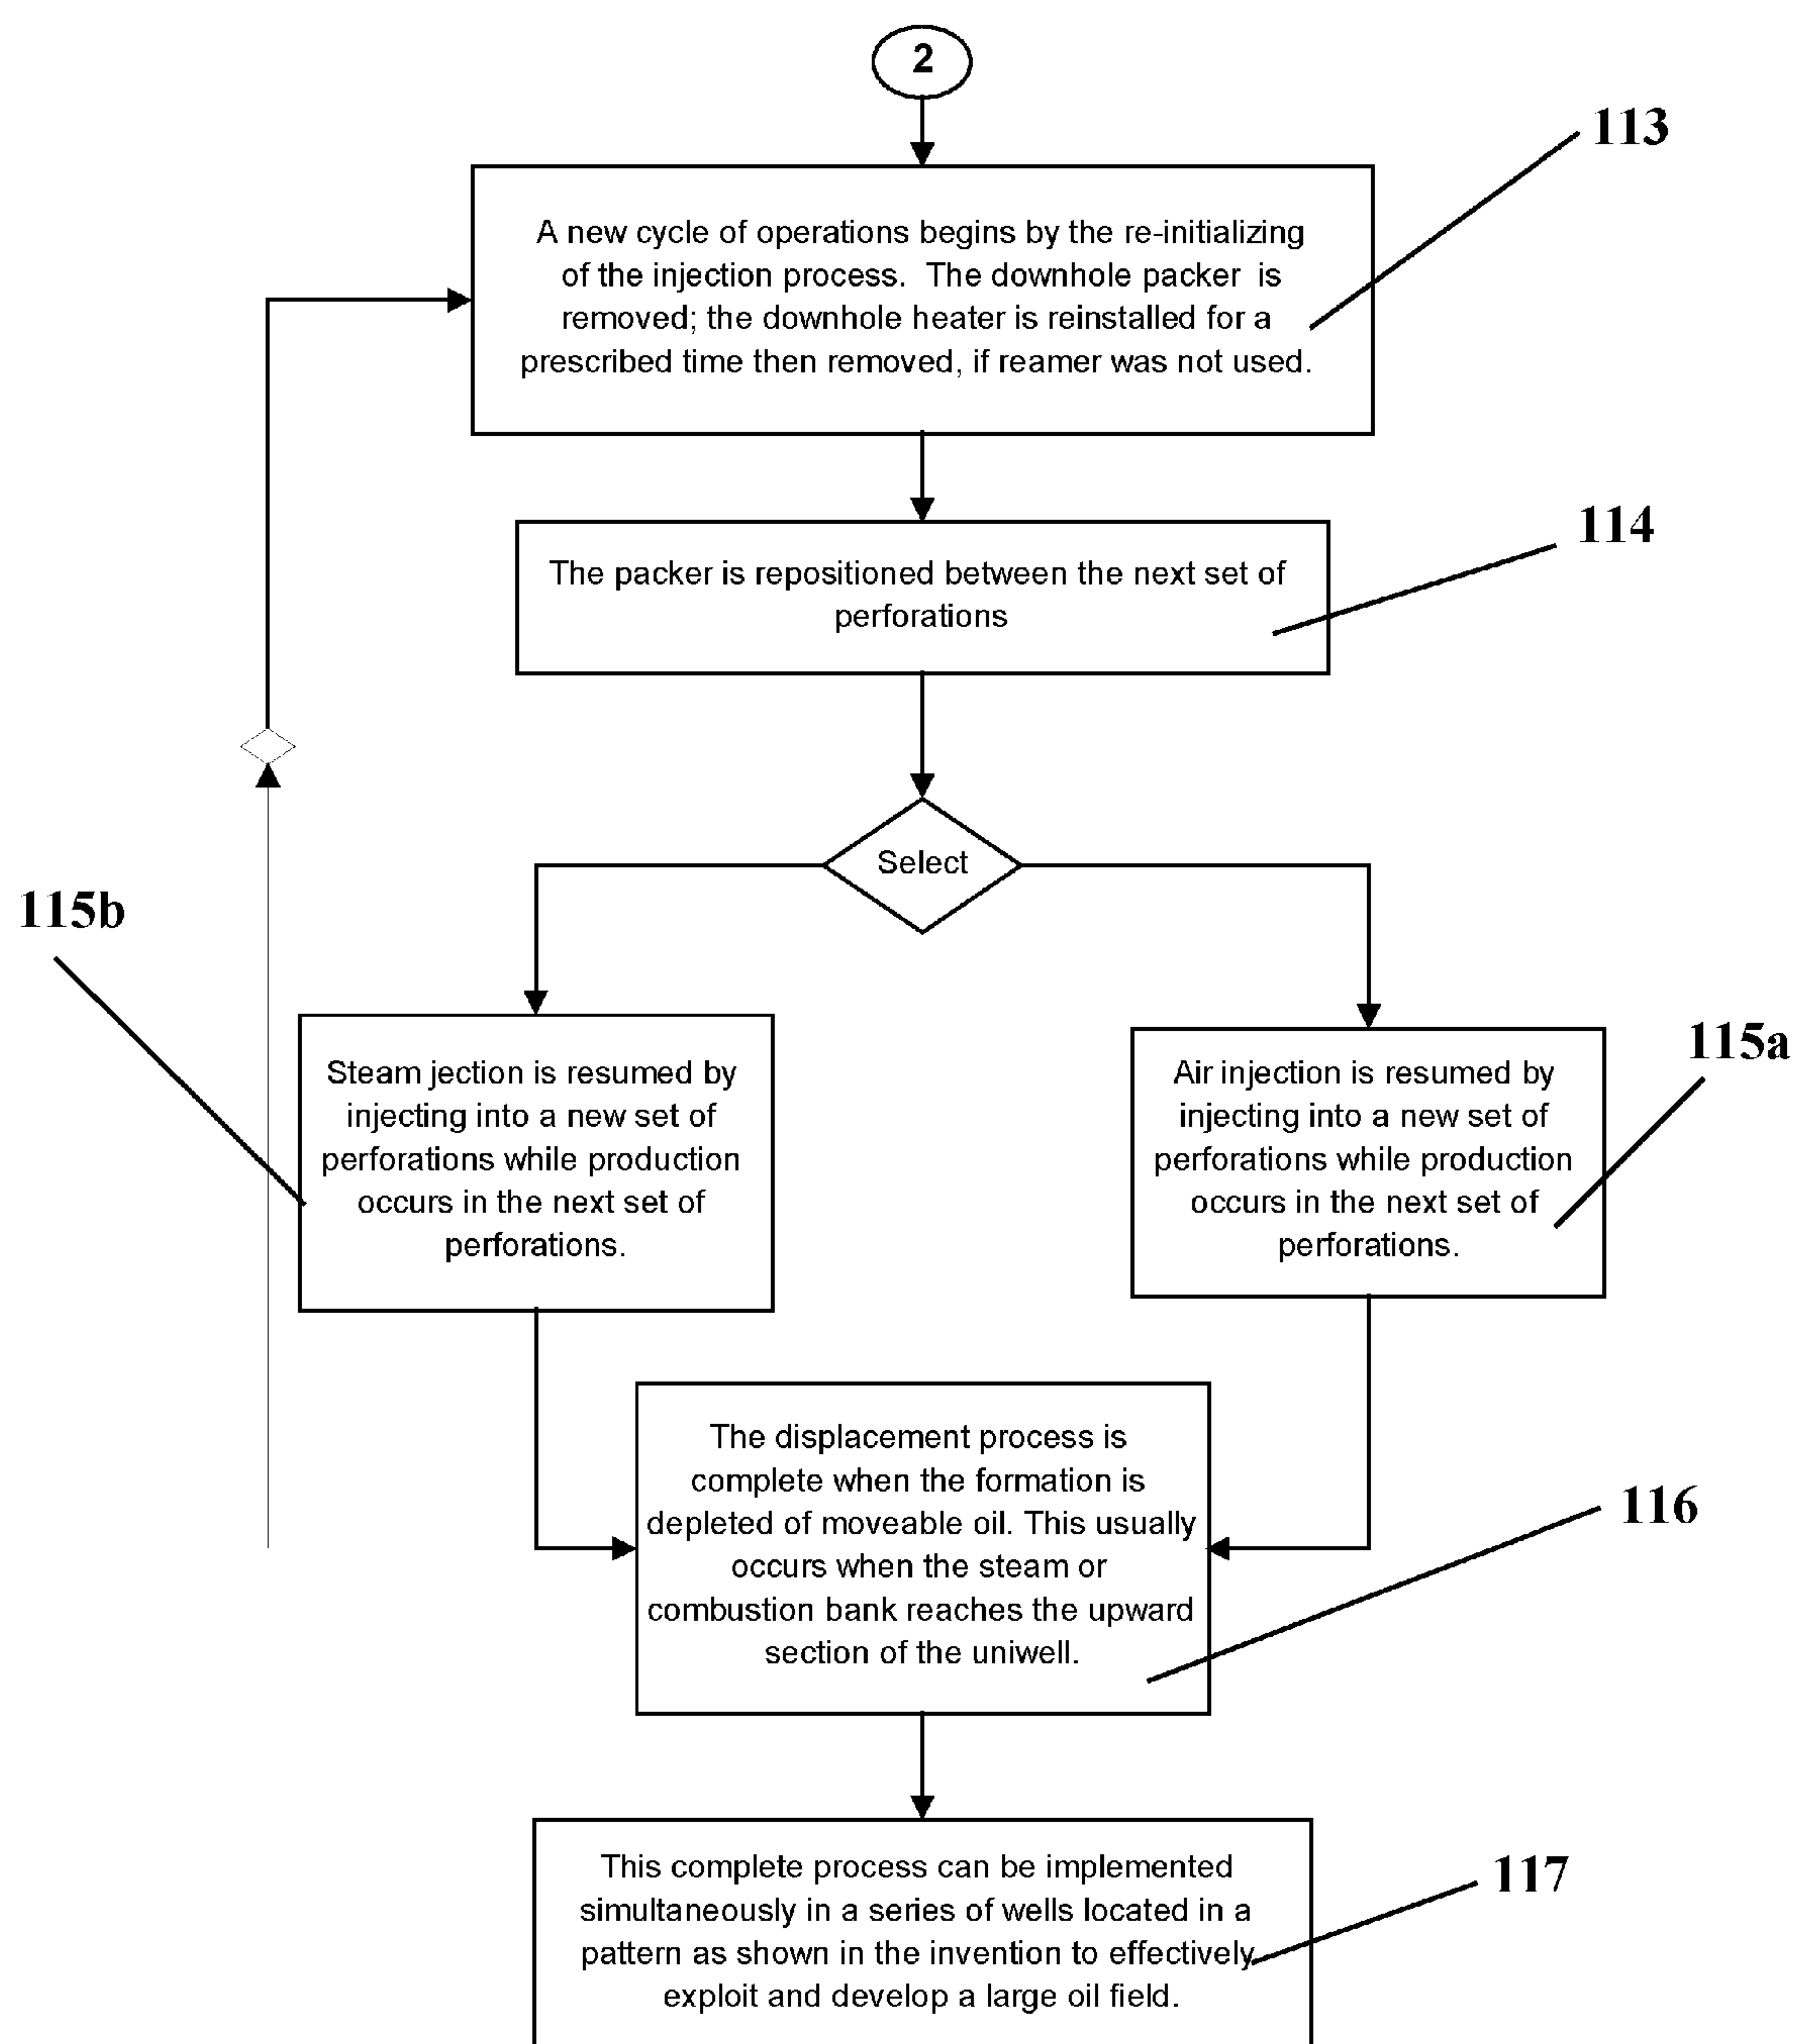 2
113
A new cycle of operations begins by the re-initializing
of the injection process. The downhole packer is
removed; the downhole heater is reinstalled for a
prescribed time then removed, if reamer was not used.
114
The packer is repositioned between the next set of
perforations
Select
115b
Steam jection is resumed by
injecting into a new set of
perforations while production
occurs in the next set of
perforations.
115a
Air injection is resumed by
injecting into a new set of
perforations while production
occurs in the next set of
perforations.
116
The displacement process is
complete when the formation is
depleted of moveable oil. This usually
occurs when the steam or
combustion bank reaches the upward
section of the uniwell.
117
This complete process can be implemented
simultaneously in a series of wells located in a
pattern as shown in the invention to effectively
exploit and develop a large oil field.